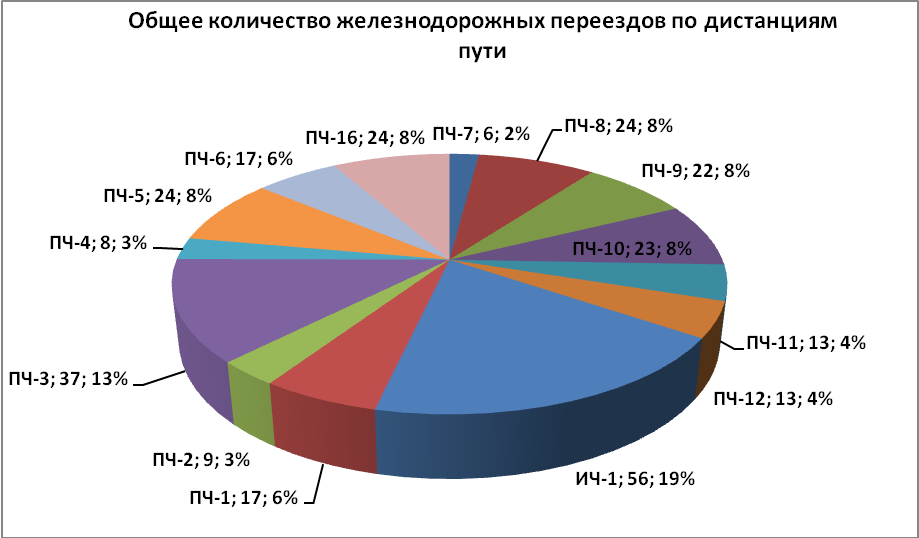 Общее количество железнодорожных переездов по дистанциям
пути
ПЧ-7; 6; 2%
ПЧ-8; 24; 8%
ПЧ-9; 22; 8%
ПЧ-10; 23; 8%
ПЧ-11; 13; 4%
ПЧ-12; 13; 4%
ИЧ-1; 56; 19%
ПЧ-1; 17; 6%
ПЧ-2; 9; 3%
ПЧ-3; 37; 13%
ПЧ-4; 8; 3%
ПЧ-5; 24; 8%
ПЧ-6; 17; 6%
ПЧ-16; 24; 8%